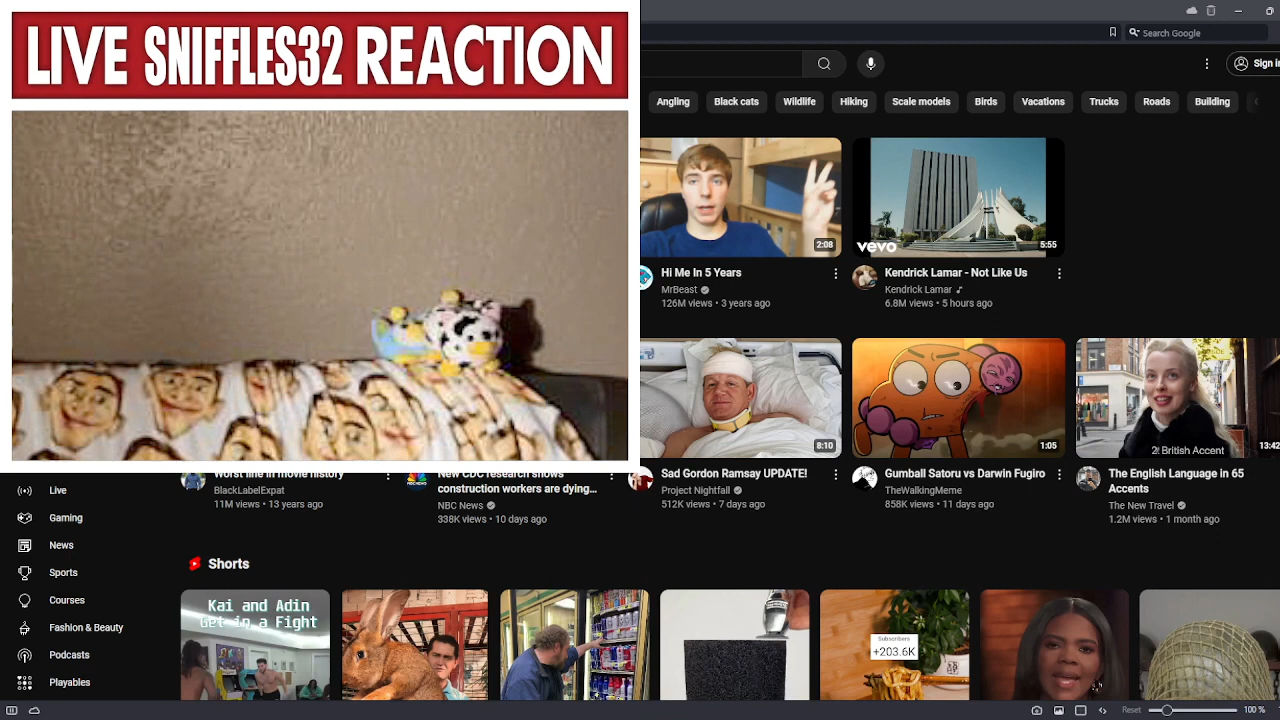 LIVE SNIFFLES32 REACTION
Search Google
Sign in
Angling
Black cats
Wildlife
Hiking
Scale models
Birds
Vacations
Trucks
Roads
Building
2:08
vevo
5:55
Hi Me In 5 Years
MrBeast
126M views • 3 years ago
Kendrick Lamar - Not Like Us
Kendrick Lamar
6.8M views • 5 hours ago
8:10
1:05
2! British Accent
13:42
Worst line in movie history
BlackLabelExpat
11M views • 13 years ago
New CDC research shows
construction workers are dying...
NBC NEWS
NBC News
338K views • 10 days ago
Sad Gordon Ramsay UPDATE!
Project Nightfall
512K views • 7 days ago
Gumball Satoru vs Darwin Fugiro
TheWalkingMeme
858K views • 11 days ago
The English Language in 65
Accents
The New Travel
1.2M views • 1 month ago
Live
Gaming
News
Sports
Courses
Fashion & Beauty
Podcasts
Playables
Shorts
Kai and Adin
Get in a Fight
Subscribers
+203.6K
Reset
100 %